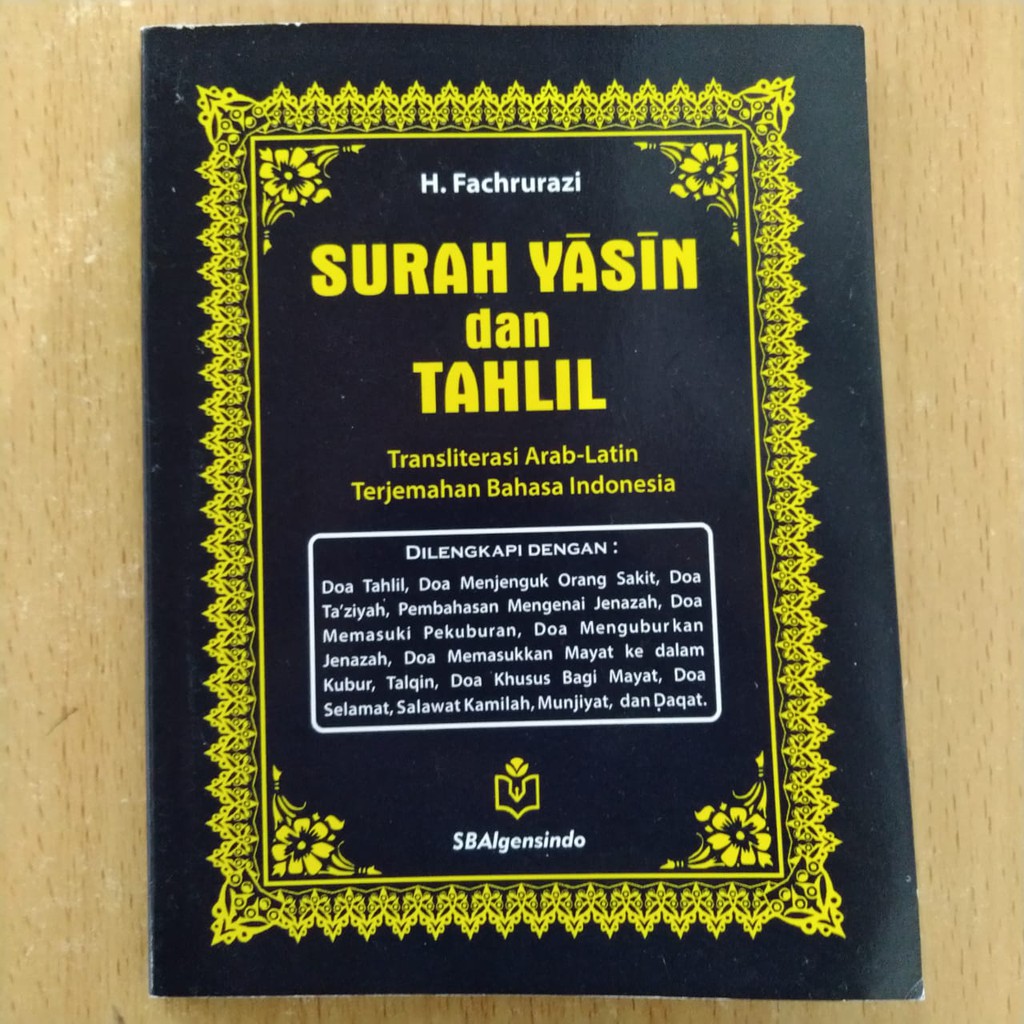 H. Fachrurazi
SURAH YĀSĪN
dan
TAHLIL
Transliterasi Arab-Latin
Terjemahan Bahasa Indonesia
DILENGKAPI DENGAN :
Doa Tahlil, Doa Menjenguk Orang Sakit, Doa
Ta'ziyah, Pembahasan Mengenai Jenazah, Doa
Memasuki Pekuburan, Doa Menguburkan
Jenazah, Doa Memasukkan Mayat ke dalam
Kubur, Talqin, Doa Khusus Bagi Mayat, Doa
Selamat, Salawat Kamilah, Munjiyat, dan Ḍaqat.
SBAlgensindo